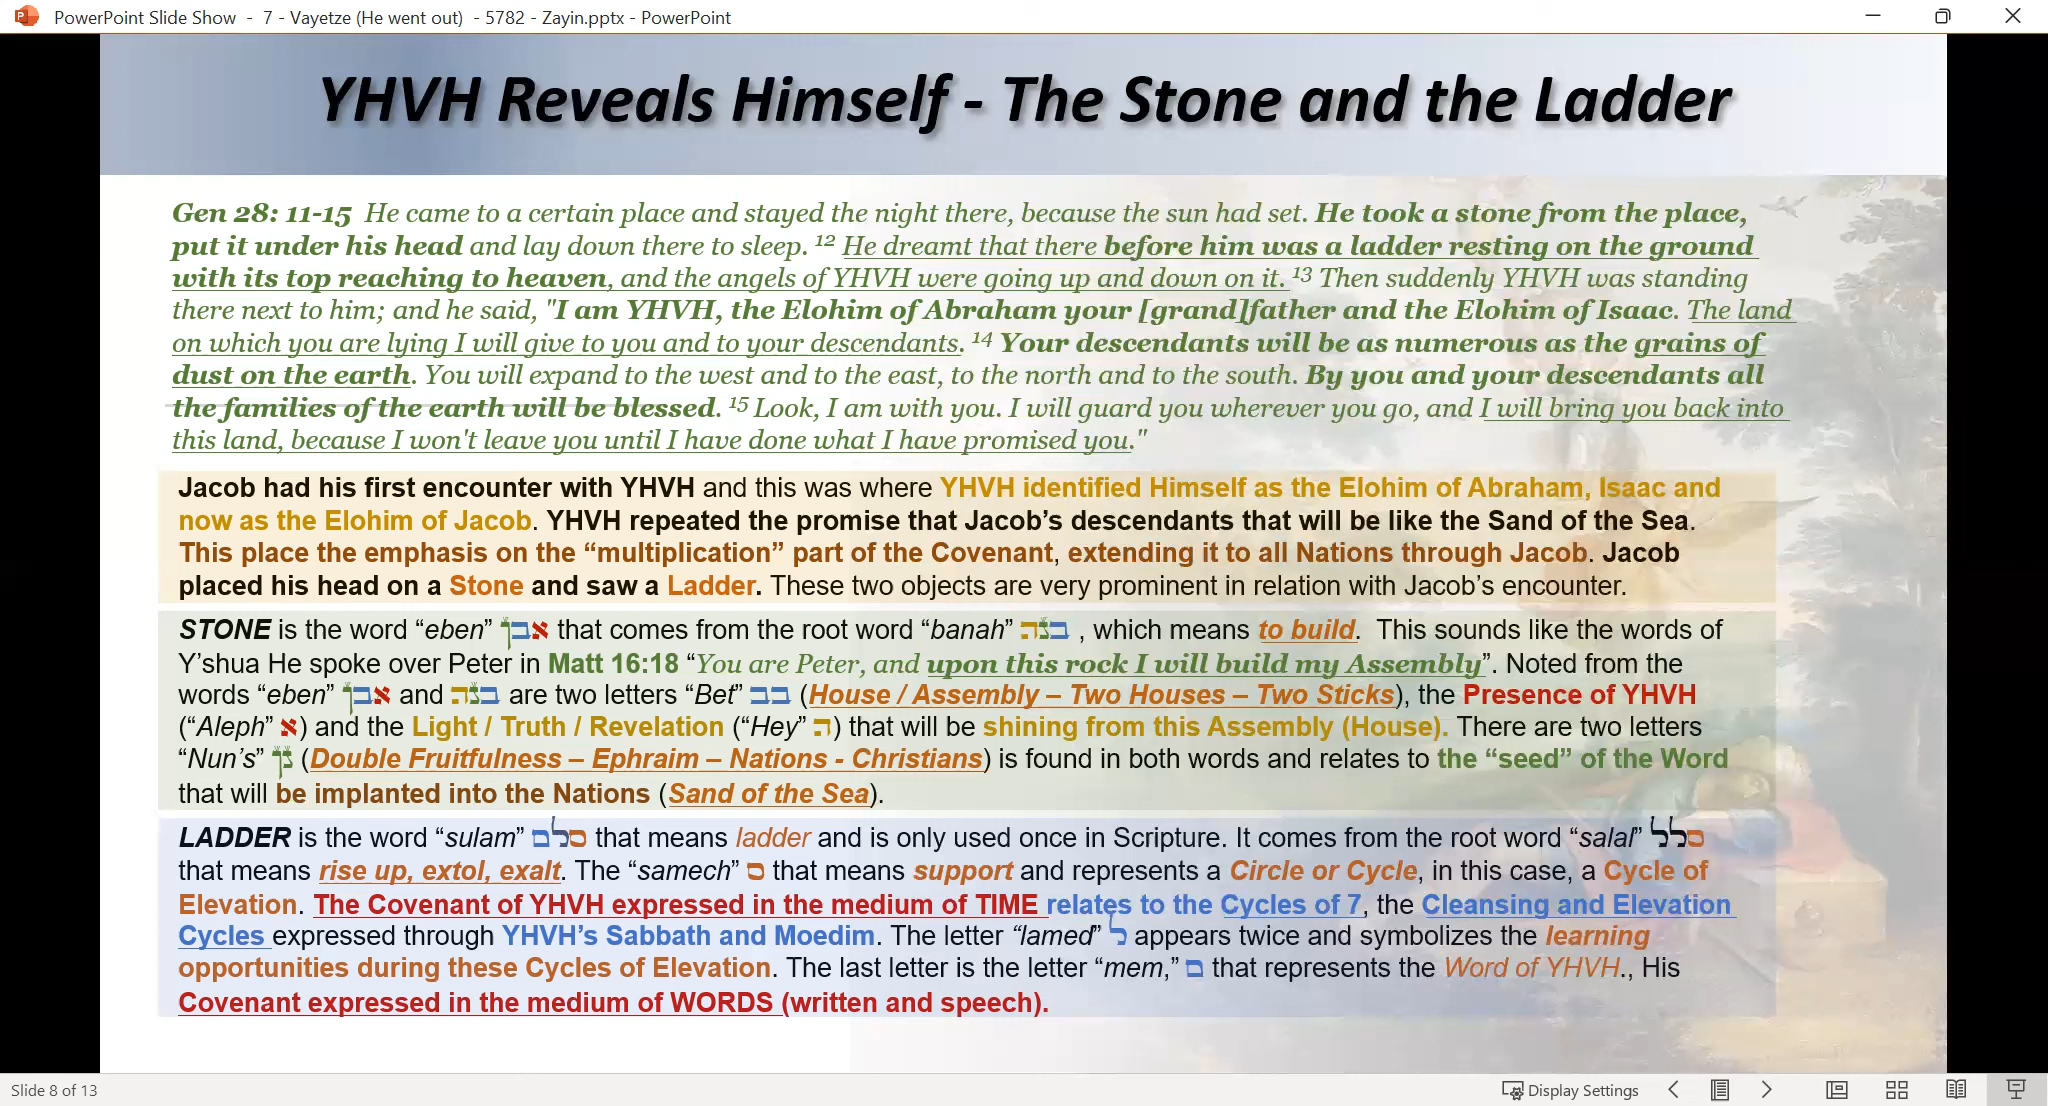 PowerPoint Slide Show - 7 - Vayetze (He went out) - 5782 - Zayin.pptx - PowerPoint
YHVH Reveals Himself - The Stone and the Ladder
Gen 28: 11-15 He came to a certain place and stayed the night there, because the sun had set. He took a stone from the place,
put it under his head and lay down there to sleep. 12 He dreamt that there before him was a ladder resting on the ground
with its top reaching to heaven, and the angels of YHVH were going up and down on it. 13 Then suddenly YHVH was standing
there next to him; and he said, "I am YHVH, the Elohim of Abraham your [grand]father and the Elohim of Isaac. The land
on which you are lying I will give to you and to your descendants. 14 Your descendants will be as numerous as the grains of
dust on the earth. You will expand to the west and to the east, to the north and to the south. By you and your descendants all
the families of the earth will be blessed. 15 Look, I am with you. I will guard you wherever you go, and I will bring you back into
this land, because I won't leave you until I have done what I have promised you."
Jacob had his first encounter with YHVH and this was where YHVH identified Himself as the Elohim of Abraham, Isaac and
now as the Elohim of Jacob. YHVH repeated the promise that Jacob’s descendants that will be like the Sand of the Sea.
This place the emphasis on the “multiplication” part of the Covenant, extending it to all Nations through Jacob. Jacob
placed his head on a Stone and saw a Ladder. These two objects are very prominent in relation with Jacob’s encounter.
STONE is the word “eben” אבן that comes from the root word “banah” בנה , which means to build. This sounds like the words of
Y’shua He spoke over Peter in Matt 16:18 “You are Peter, and upon this rock I will build my Assembly”. Noted from the
words “eben” אבן and בנה are two letters “Bet” בב (House / Assembly – Two Houses – Two Sticks), the Presence of YHVH
(“Aleph” א) and the Light / Truth / Revelation (“Hey” ה) that will be shining from this Assembly (House). There are two letters
“Nun’s” נן (Double Fruitfulness – Ephraim – Nations - Christians) is found in both words and relates to the “seed” of the Word
that will be implanted into the Nations (Sand of the Sea).
LADDER is the word “sulam” סלם that means ladder and is only used once in Scripture. It comes from the root word “salal” סלל
that means rise up, extol, exalt. The “samech” ס that means support and represents a Circle or Cycle, in this case, a Cycle of
Elevation. The Covenant of YHVH expressed in the medium of TIME relates to the Cycles of 7, the Cleansing and Elevation
Cycles expressed through YHVH’s Sabbath and Moedim. The letter “lamed” ל appears twice and symbolizes the learning
opportunities during these Cycles of Elevation. The last letter is the letter “mem,” ם that represents the Word of YHVH., His
Covenant expressed in the medium of WORDS (written and speech).
Slide 8 of 13
Display Settings